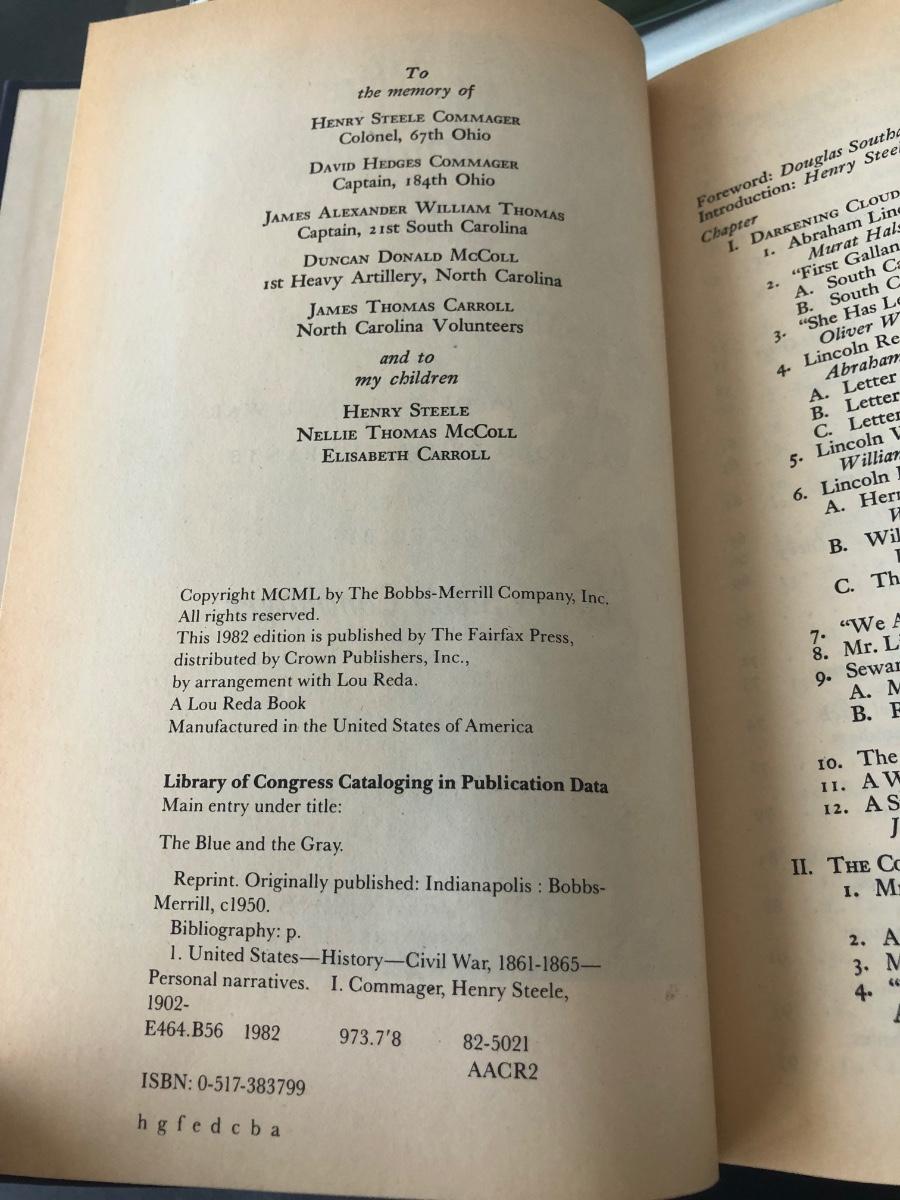 To
the memory of
Henry Steele Commager
Colonel, 67th Ohio
David Hedges Commager
Captain, 184th Ohio
James Alexander William Thomas
Captain, 21st South Carolina
Duncan Donald McColl
1st Heavy Artillery, North Carolina
James Thomas Carroll
North Carolina Volunteers
and to
my children
Henry Steele
Nellie Thomas McColl
Elisabeth Carroll
Copyright MCML by The Bobbs-Merrill Company, Inc.
All rights reserved.
This 1982 edition is published by The Fairfax Press,
distributed by Crown Publishers, Inc.,
by arrangement with Lou Reda.
A Lou Reda Book
Manufactured in the United States of America
Library of Congress Cataloging in Publication Data
Main entry under title:
The Blue and the Gray.
Reprint. Originally published: Indianapolis : Bobbs-
Merrill, c1950.
Bibliography: p.
1. United States—History—Civil War, 1861-1865—
Personal narratives. I. Commager, Henry Steele,
1902-
E464.B56 1982 973.7'8 82-5021
AACR2
ISBN: 0-517-383799
h g f e d c b a
Foreword: Douglas
Introduction: Henry
Chapter
I. Darkening
1. Abraham
Murat
2. "First
A. South
B. South
3. "She Has
Oliver
4. Lincoln
Abraham
A. Letter
B. Letter
C. Letter
5. Lincoln
6. Lincoln
A.
B.
C.
7. "We
8. Mr.
9.
A.
B.
10. The
11. A
12. A
II. The
1.
2. A
3.
4. "